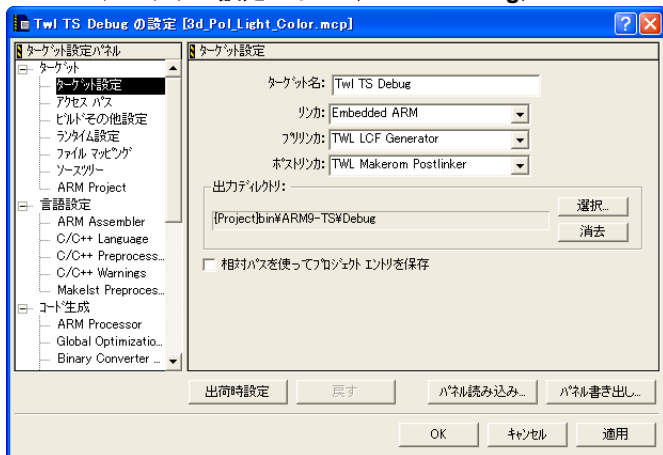 Twl TS Debug の設定 [3d_Pol_Light_Color.mcp]
ターゲット設定パネル
ターゲット設定
ターゲット
ターゲット設定
アクセス パス
ビルドその他設定
ランタイム設定
ファイル マッピング
ソースツリー
ARM Project
言語設定
ARM Assembler
C/C++ Language
C/C++ Preprocess...
C/C++ Warnings
Makelst Preproces...
コード生成
ARM Processor
Global Optimizatio...
Binary Converter ...
ターゲット名: Twl TS Debug
リンカ: Embedded ARM
プリリンカ: TWL LCF Generator
ポストリンカ: TWL Makerom Postlinker
出力ディレクトリ:
{Project}bin¥ARM9-TS¥Debug
選択...
消去
相対パスを使ってプロジェクト エントリを保存
出荷時設定
戻す
パネル読み込み...
パネル書き出し...
OK
キャンセル
適用